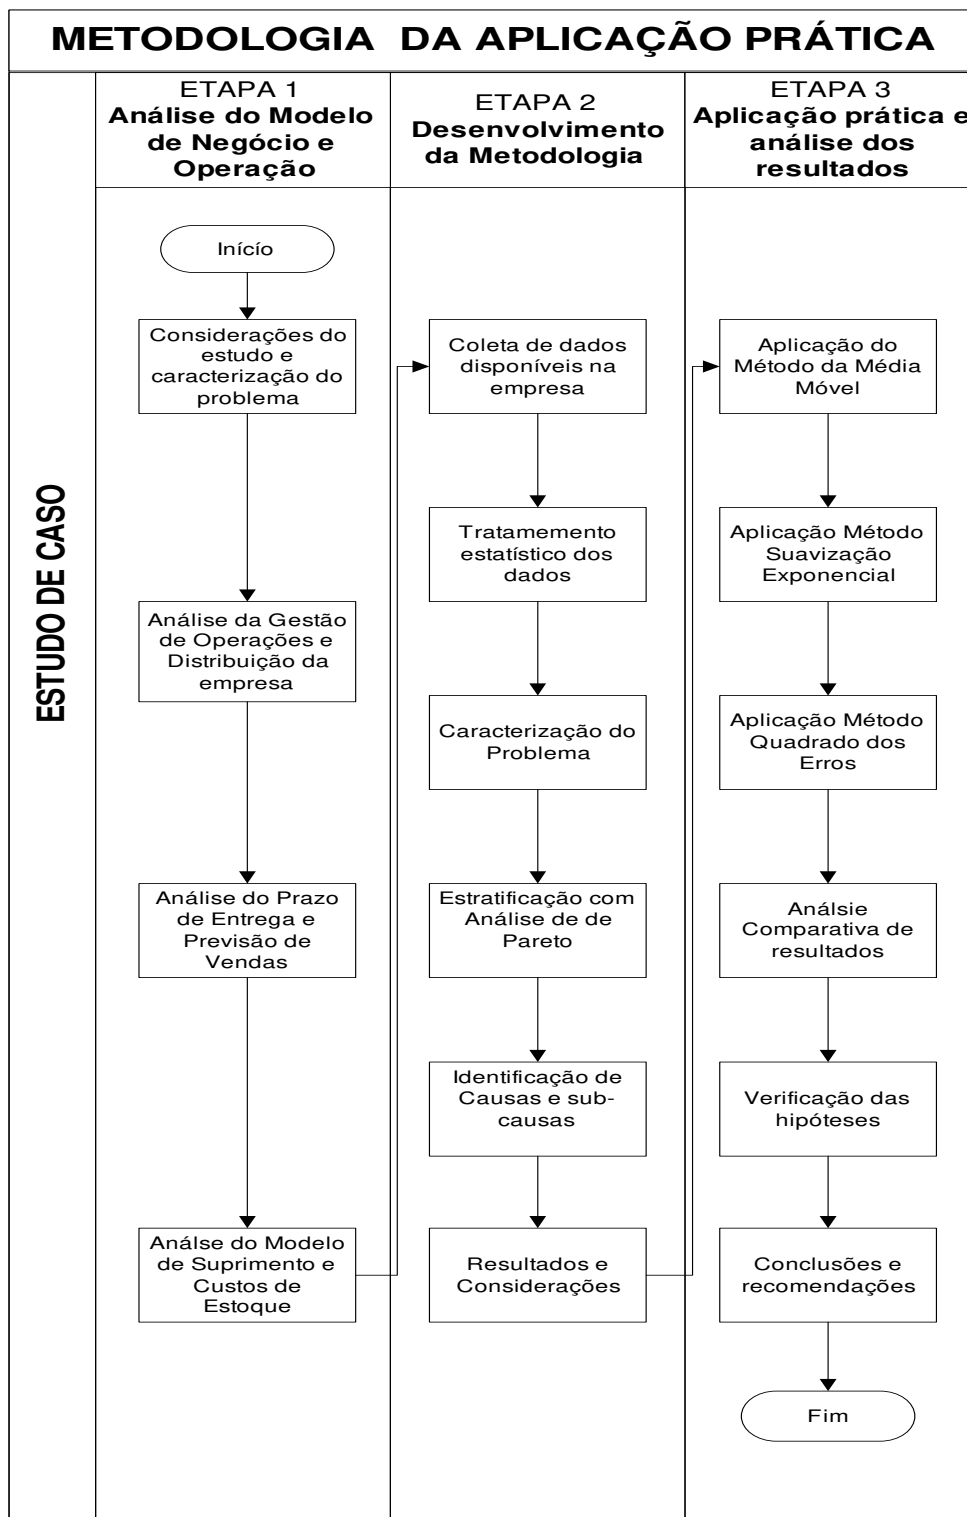 METODOLOGIA DA APLICAÇÃO PRÁTICA
ESTUDO DE CASO
ETAPA 1
Análise do Modelo
de Negócio e
Operação
Inícío
Considerações do
estudo e
caracterização do
problema
Análise da Gestão
de Operações e
Distribuição da
empresa
Análise do Prazo
de Entrega e
Previsão de
Vendas
Análse do Modelo
de Suprimento e
Custos de
Estoque
ETAPA 2
Desenvolvimento
da Metodologia
Coleta de dados
disponíveis na
empresa
Tratamemento
estatístico dos
dados
Caracterização do
Problema
Estratificação com
Análise de de
Pareto
Identificação de
Causas e sub-
causas
Resultados e
Considerações
ETAPA 3
Aplicação prática e
análise dos
resultados
Aplicação do
Método da Média
Móvel
Aplicação Método
Suavização
Exponencial
Aplicação Método
Quadrado dos
Erros
Análsie
Comparativa de
resultados
Verificação das
hipóteses
Conclusões e
recomendações
Fim